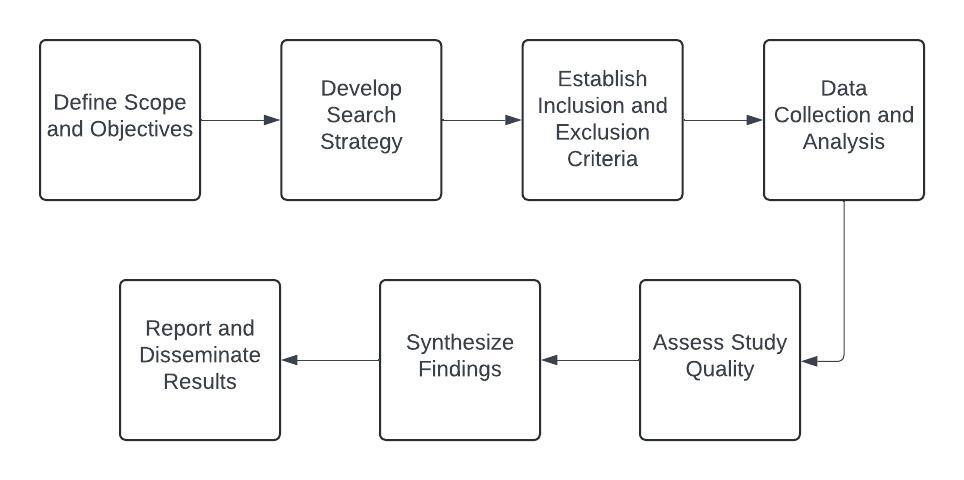 Define Scope
and Objectives
Develop
Search
Strategy
Establish
Inclusion and
Exclusion
Criteria
Data
Collection and
Analysis
Assess Study
Quality
Synthesize
Findings
Report and
Disseminate
Results